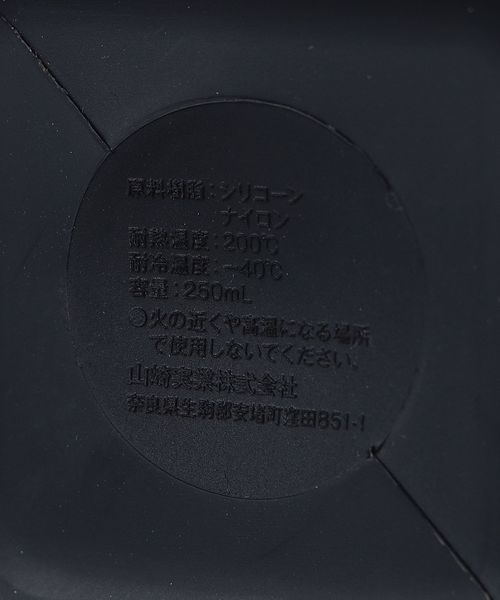 原料樹脂:シリコーン
ナイロン
耐熱温度:200℃
耐冷温度:-40℃
容量:250mL
火の近くや高温になる場所
で使用しないでください。
山崎実業株式会社
奈良県生駒郡安堵町窪田851-1